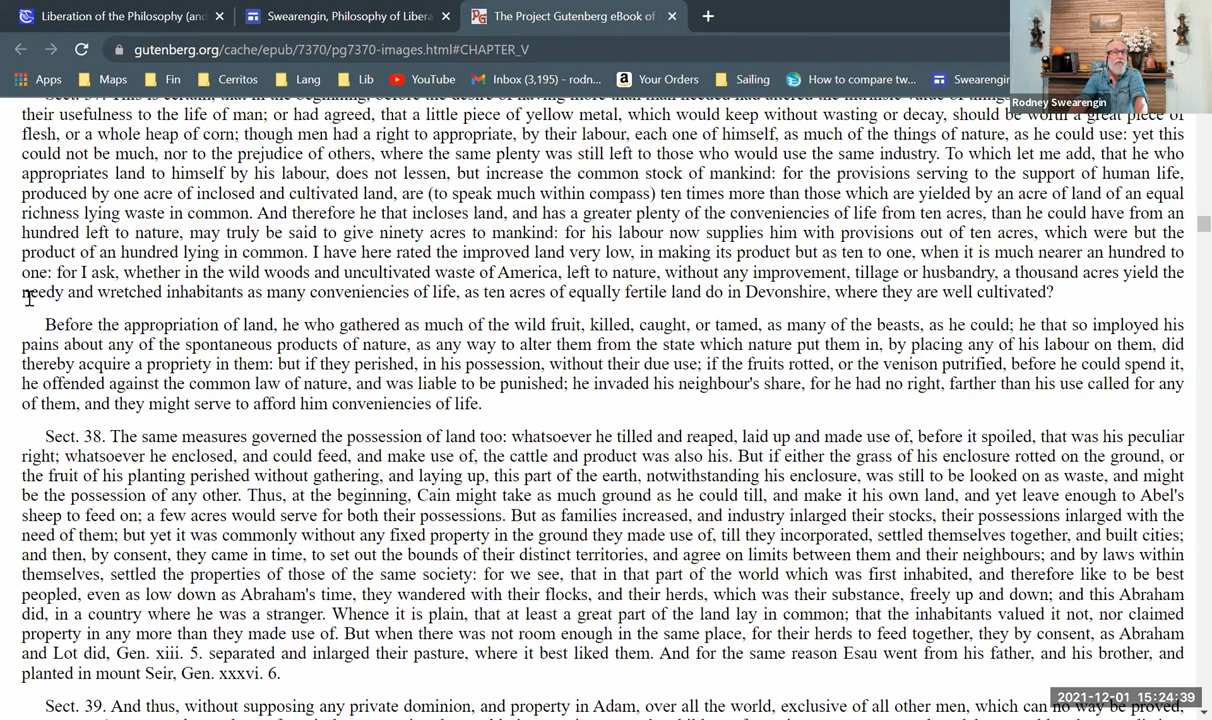 Liberation of the Philosophy (and
Swearengin, Philosophy of Libera
The Project Gutenberg eBook of
gutenberg.org/cache/epub/7370/pg7370-images.html#CHAPTER_V
Apps Maps Fin Cerritos Lang Lib YouTube Inbox (3,195) - rodn... Your Orders Sailing How to compare tw... Swearengin
Rodney Swearengin
Sect. 37. This is certain, that in the beginning, before the desire of having more than man needed had altered the intrinsic value of things
their usefulness to the life of man; or had agreed, that a little piece of yellow metal, which would keep without wasting or decay, should be worth a great piece of
flesh, or a whole heap of corn; though men had a right to appropriate, by their labour, each one of himself, as much of the things of nature, as he could use: yet this
could not be much, nor to the prejudice of others, where the same plenty was still left to those who would use the same industry. To which let me add, that he who
appropriates land to himself by his labour, does not lessen, but increase the common stock of mankind: for the provisions serving to the support of human life,
produced by one acre of inclosed and cultivated land, are (to speak much within compass) ten times more than those which are yielded by an acre of land of an equal
richness lying waste in common. And therefore he that incloses land, and has a greater plenty of the conveniencies of life from ten acres, than he could have from an
hundred left to nature, may truly be said to give ninety acres to mankind: for his labour now supplies him with provisions out of ten acres, which were but the
product of an hundred lying in common. I have here rated the improved land very low, in making its product but as ten to one, when it is much nearer an hundred to
one: for I ask, whether in the wild woods and uncultivated waste of America, left to nature, without any improvement, tillage or husbandry, a thousand acres yield the
needy and wretched inhabitants as many conveniencies of life, as ten acres of equally fertile land do in Devonshire, where they are well cultivated?
Before the appropriation of land, he who gathered as much of the wild fruit, killed, caught, or tamed, as many of the beasts, as he could; he that so imployed his
pains about any of the spontaneous products of nature, as any way to alter them from the state which nature put them in, by placing any of his labour on them, did
thereby acquire a propriety in them: but if they perished, in his possession, without their due use; if the fruits rotted, or the venison putrified, before he could spend it,
he offended against the common law of nature, and was liable to be punished; he invaded his neighbour's share, for he had no right, farther than his use called for any
of them, and they might serve to afford him conveniencies of life.
Sect. 38. The same measures governed the possession of land too: whatsoever he tilled and reaped, laid up and made use of, before it spoiled, that was his peculiar
right; whatsoever he enclosed, and could feed, and make use of, the cattle and product was also his. But if either the grass of his enclosure rotted on the ground, or
the fruit of his planting perished without gathering, and laying up, this part of the earth, notwithstanding his enclosure, was still to be looked on as waste, and might
be the possession of any other. Thus, at the beginning, Cain might take as much ground as he could till, and make it his own land, and yet leave enough to Abel's
sheep to feed on; a few acres would serve for both their possessions. But as families increased, and industry inlarged their stocks, their possessions inlarged with the
need of them; but yet it was commonly without any fixed property in the ground they made use of, till they incorporated, settled themselves together, and built cities;
and then, by consent, they came in time, to set out the bounds of their distinct territories, and agree on limits between them and their neighbours; and by laws within
themselves, settled the properties of those of the same society: for we see, that in that part of the world which was first inhabited, and therefore like to be best
peopled, even as low down as Abraham's time, they wandered with their flocks, and their herds, which was their substance, freely up and down; and this Abraham
did, in a country where he was a stranger. Whence it is plain, that at least a great part of the land lay in common; that the inhabitants valued it not, nor claimed
property in any more than they made use of. But when there was not room enough in the same place, for their herds to feed together, they by consent, as Abraham
and Lot did, Gen. xiii. 5. separated and inlarged their pasture, where it best liked them. And for the same reason Esau went from his father, and his brother, and
planted in mount Seir, Gen. xxxvi. 6.
2021-12-01 15:24:39
Sect. 39. And thus, without supposing any private dominion, and property in Adam, over all the world, exclusive of all other men, which can no way be proved,